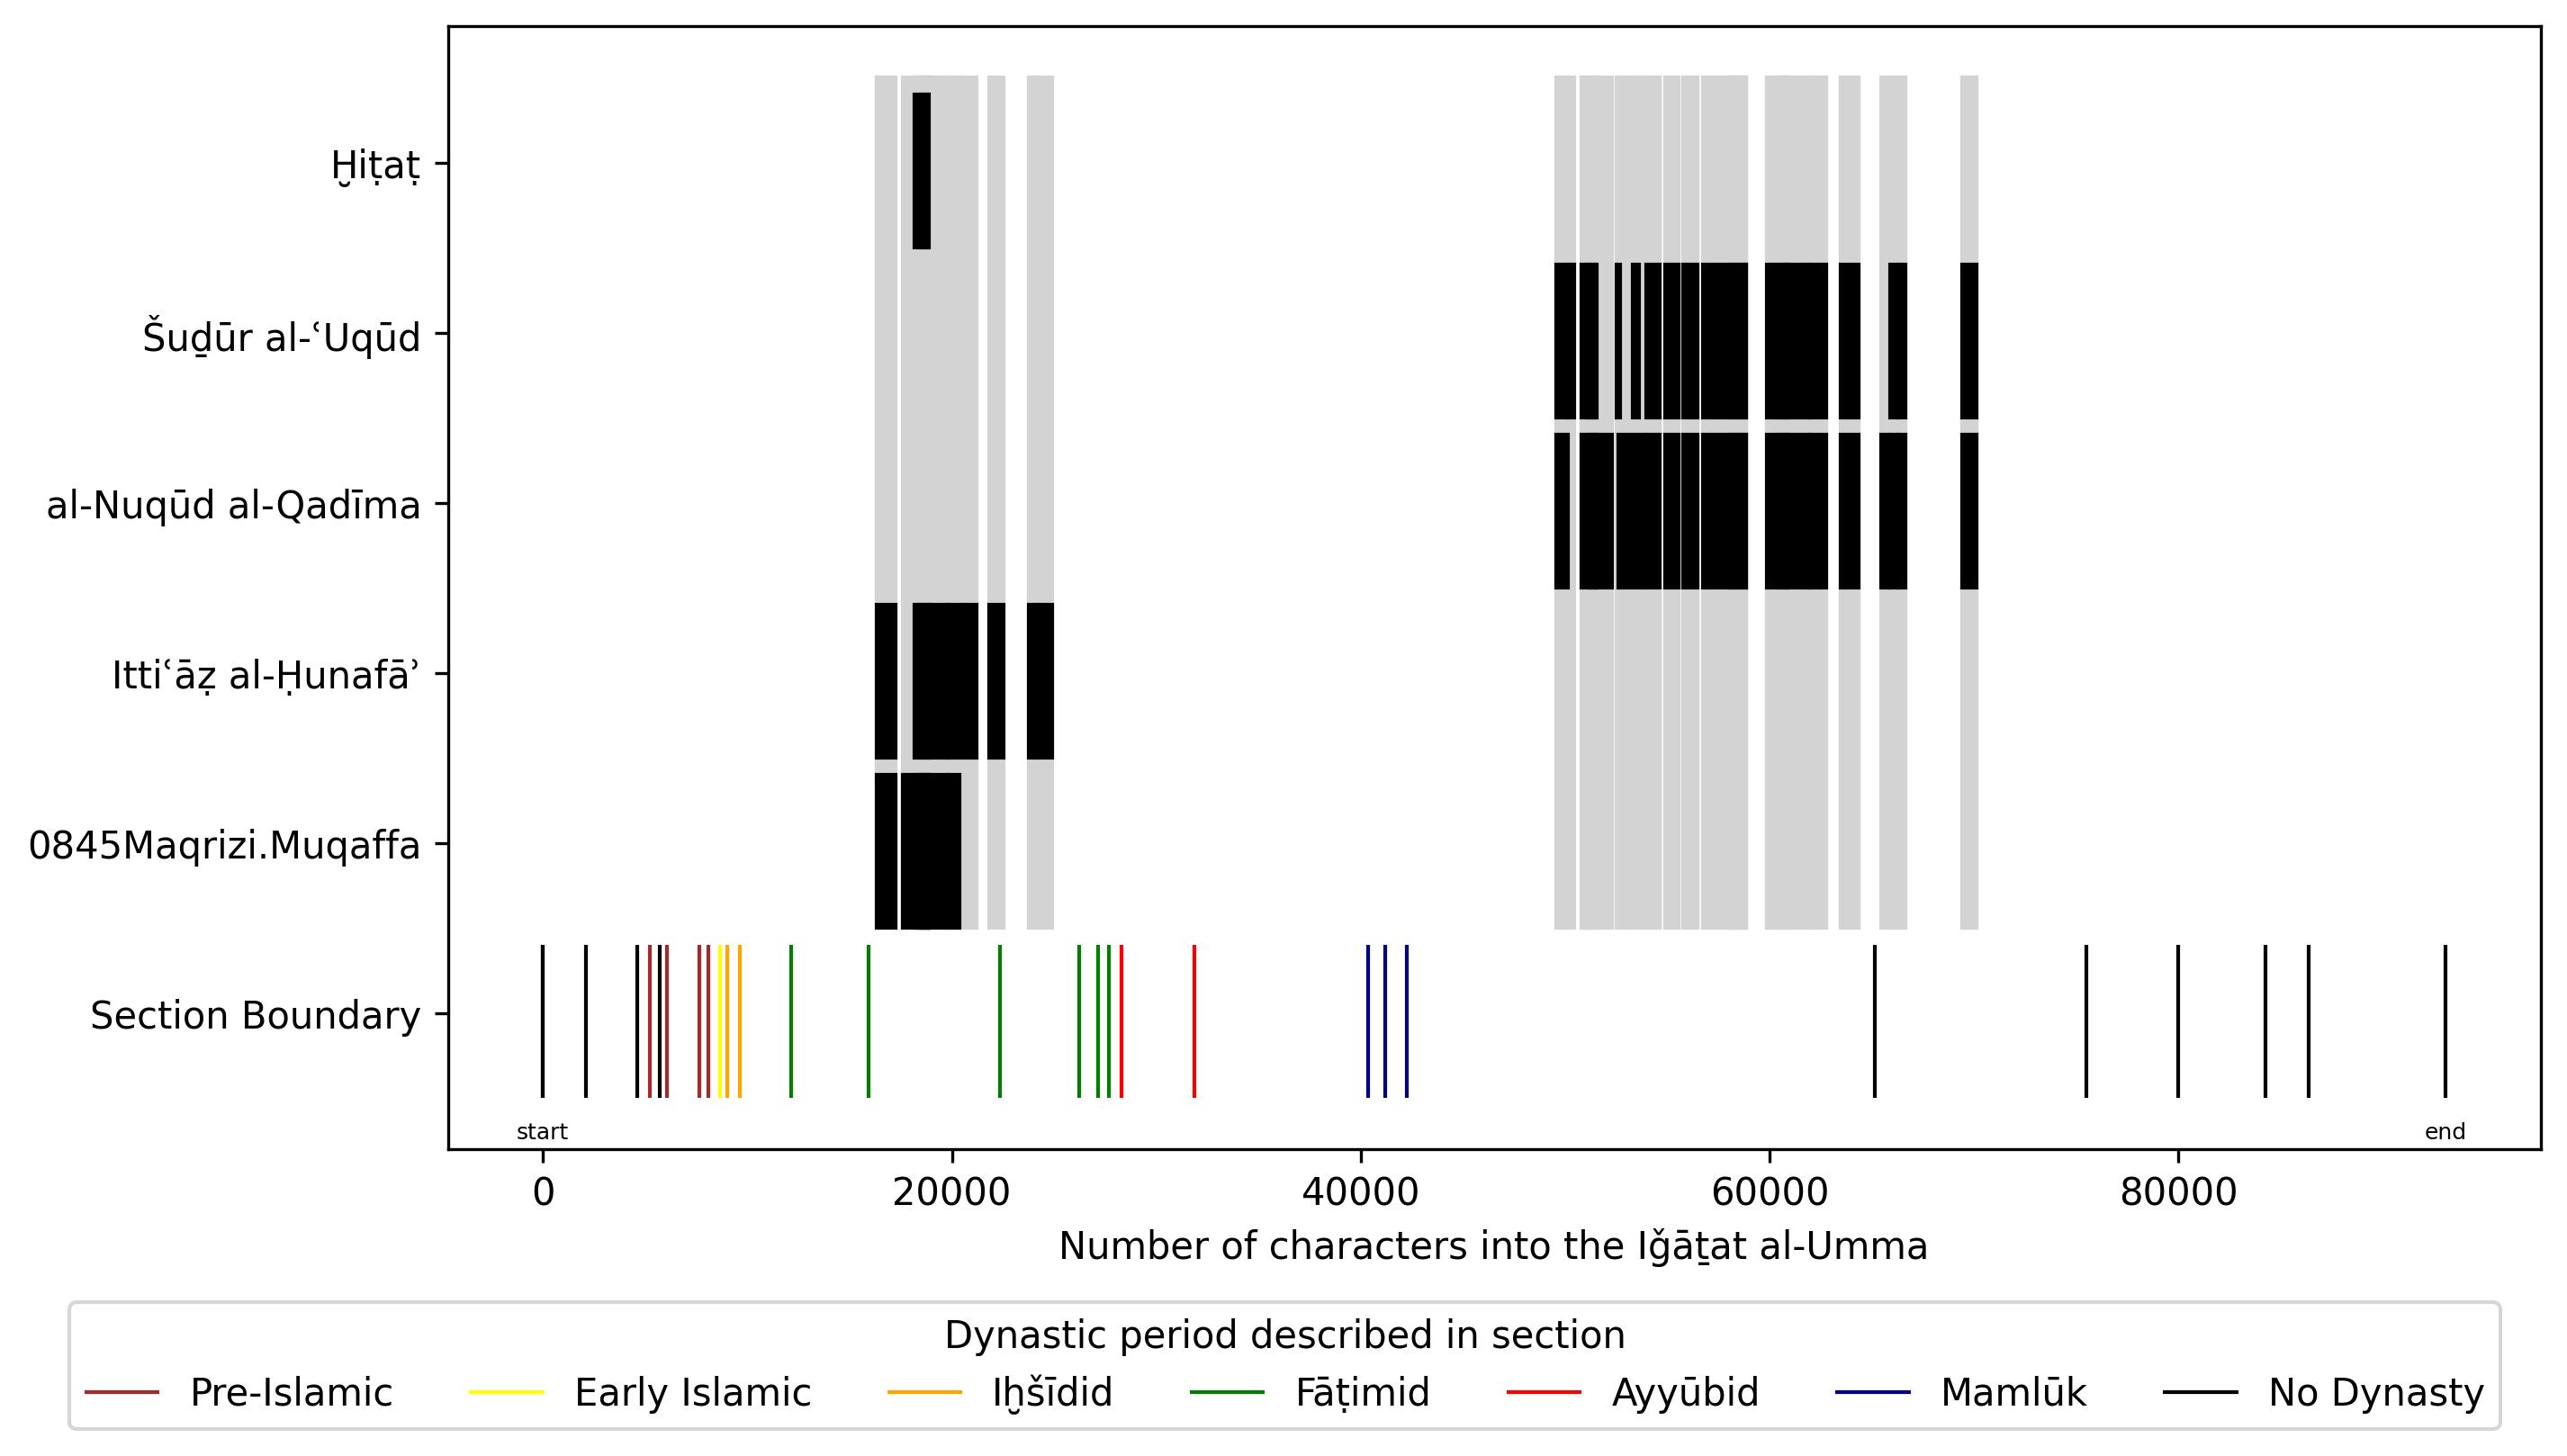 Ḫiṭaṭ
Šuḏūr al-ʿUqūd
al-Nuqūd al-Qadīma
Ittiʿāẓ al-Ḥunafāʾ
0845Maqrizi.Muqaffa
Section Boundary
start
end
0 20000 40000 60000 80000
Number of characters into the Iǧāṯat al-Umma
Dynastic period described in section
Pre-Islamic Early Islamic Iḫšīdid Fāṭimid Ayyūbid Mamlūk No Dynasty